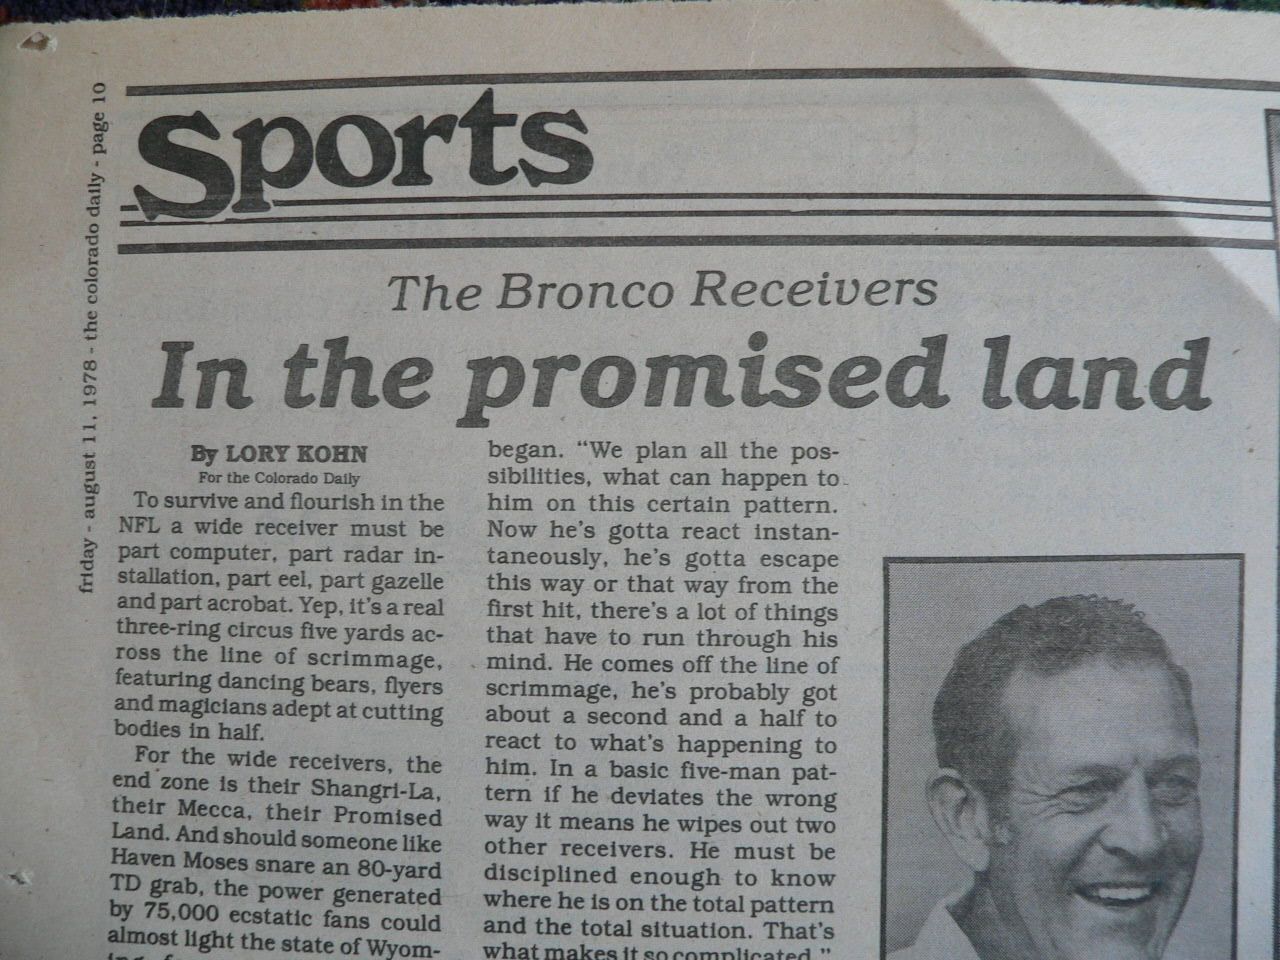 friday - august 11, 1978 - the colorado daily - page 10
Sports
The Bronco Receivers
In the promised land
By LORY KOHN
For the Colorado Daily
To survive and flourish in the
NFL a wide receiver must be
part computer, part radar in-
stallation, part eel, part gazelle
and part acrobat. Yep, it's a real
three-ring circus five yards ac-
ross the line of scrimmage,
featuring dancing bears, flyers
and magicians adept at cutting
bodies in half.
For the wide receivers, the
end zone is their Shangri-La,
their Mecca, their Promised
Land. And should someone like
Haven Moses snare an 80-yard
TD grab, the power generated
by 75,000 ecstatic fans could
almost light the state of Wyom-
began. "We plan all the pos-
sibilities, what can happen to
him on this certain pattern.
Now he's gotta react instan-
taneously, he's gotta escape
this way or that way from the
first hit, there's a lot of things
that have to run through his
mind. He comes off the line of
scrimmage, he's probably got
about a second and a half to
react to what's happening to
him. In a basic five-man pat-
tern if he deviates the wrong
way it means he wipes out two
other receivers. He must be
disciplined enough to know
where he is on the total pattern
and the total situation. That's
what makes it so complicated."